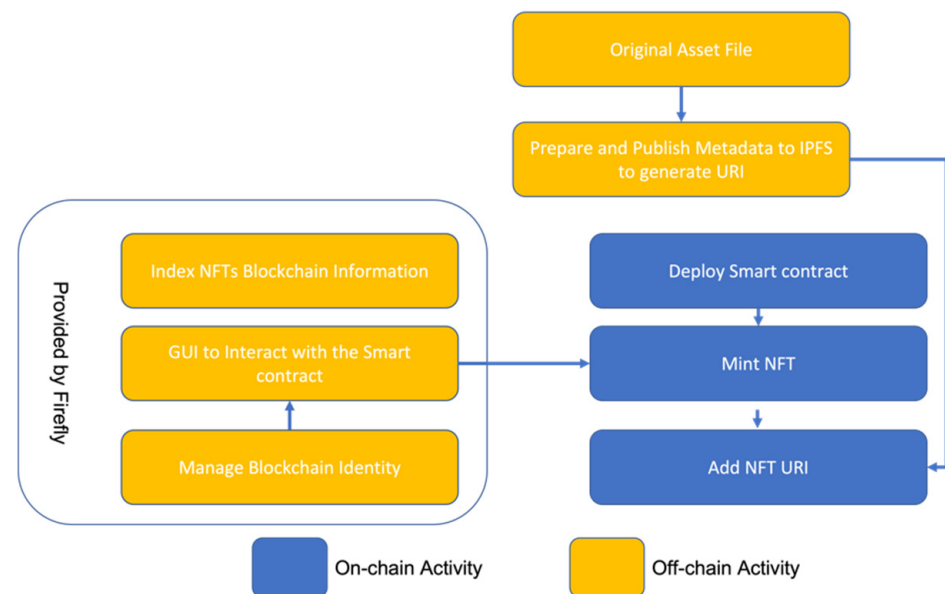 Original Asset File
Prepare and Publish Metadata to IPFS
to generate URI
Provided by Firefly
Index NFTs Blockchain Information
GUI to Interact with the Smart
contract
Manage Blockchain Identity
Deploy Smart contract
Mint NFT
Add NFT URI
On-chain Activity
Off-chain Activity